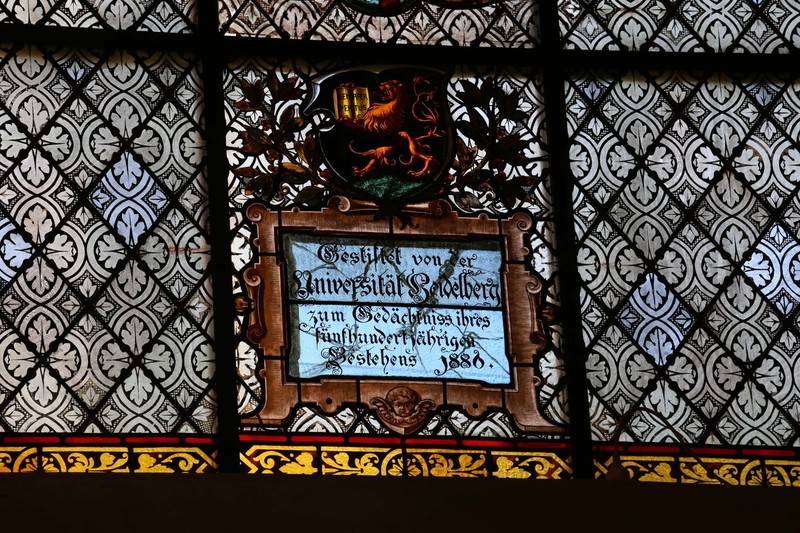 Gestiftet von der
Universität Heidelberg
zum Gedächtniss ihres
fünfhundertjährigen
Bestehens 1886.